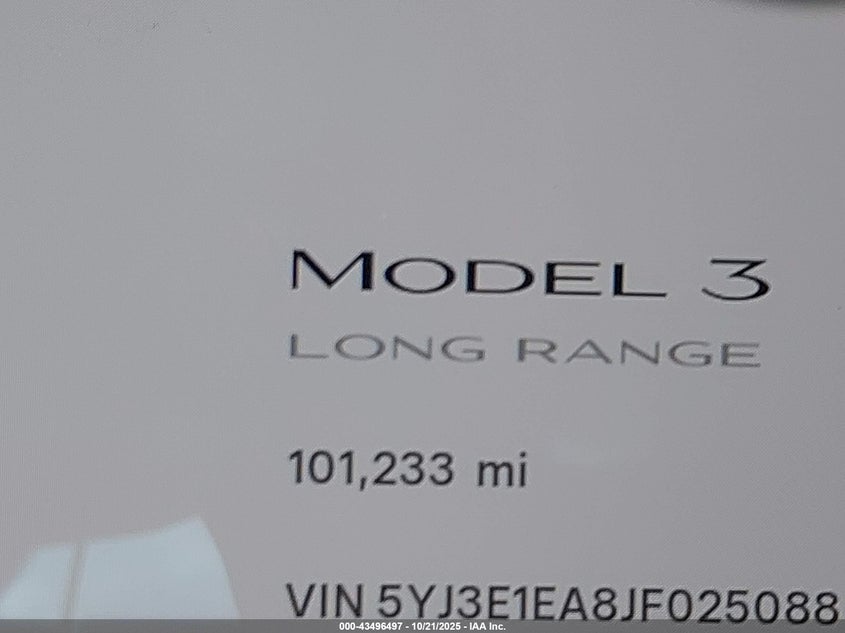 MODEL 3
LONG RANGE
101,233 mi
VIN 5YJ3E1EA8JF025088
000-43496497 - 10/21/2025 - IAA Inc.